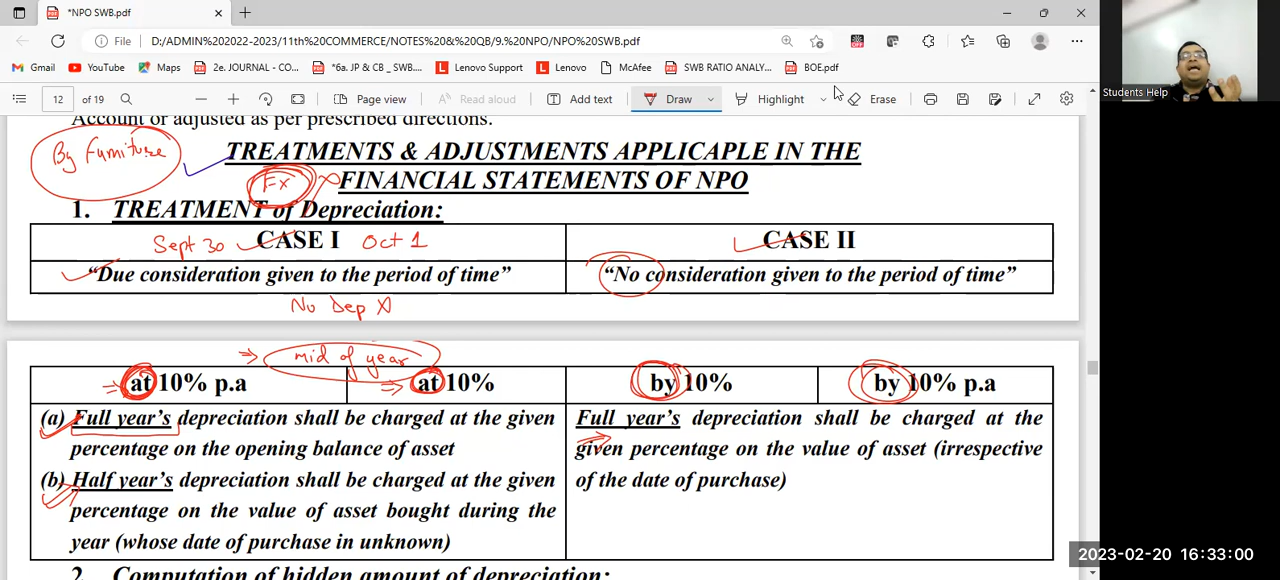 *NPO SWB.pdf
File D:/ADMIN%202022-2023/11th%20COMMERCE/NOTES%20&%20QB/9.%20NPO/NPO%20SWB.pdf
Gmail YouTube Maps 2e. JOURNAL - CO... *6a. JP & CB _ SWB.... Lenovo Support Lenovo McAfee SWB RATIO ANALY... BOE.pdf
12 of 19 Page view Read aloud Add text Draw Highlight Erase
Students Help
Account or adjusted as per prescribed directions.
By Furniture
TREATMENTS & ADJUSTMENTS APPLICAPLE IN THE
Fx
FINANCIAL STATEMENTS OF NPO
1. TREATMENT of Depreciation:
Sept 30 CASE I Oct 1 CASE II
“Due consideration given to the period of time” “No consideration given to the period of time”
No Dep X
mid of year
at 10% p.a at 10% by 10% by 10% p.a
(a) Full year’s depreciation shall be charged at the given
percentage on the opening balance of asset
(b) Half year’s depreciation shall be charged at the given
percentage on the value of asset bought during the
year (whose date of purchase in unknown)
Full year’s depreciation shall be charged at the
given percentage on the value of asset (irrespective
of the date of purchase)
2. Computation of hidden amount of depreciation:
2023-02-20 16:33:00